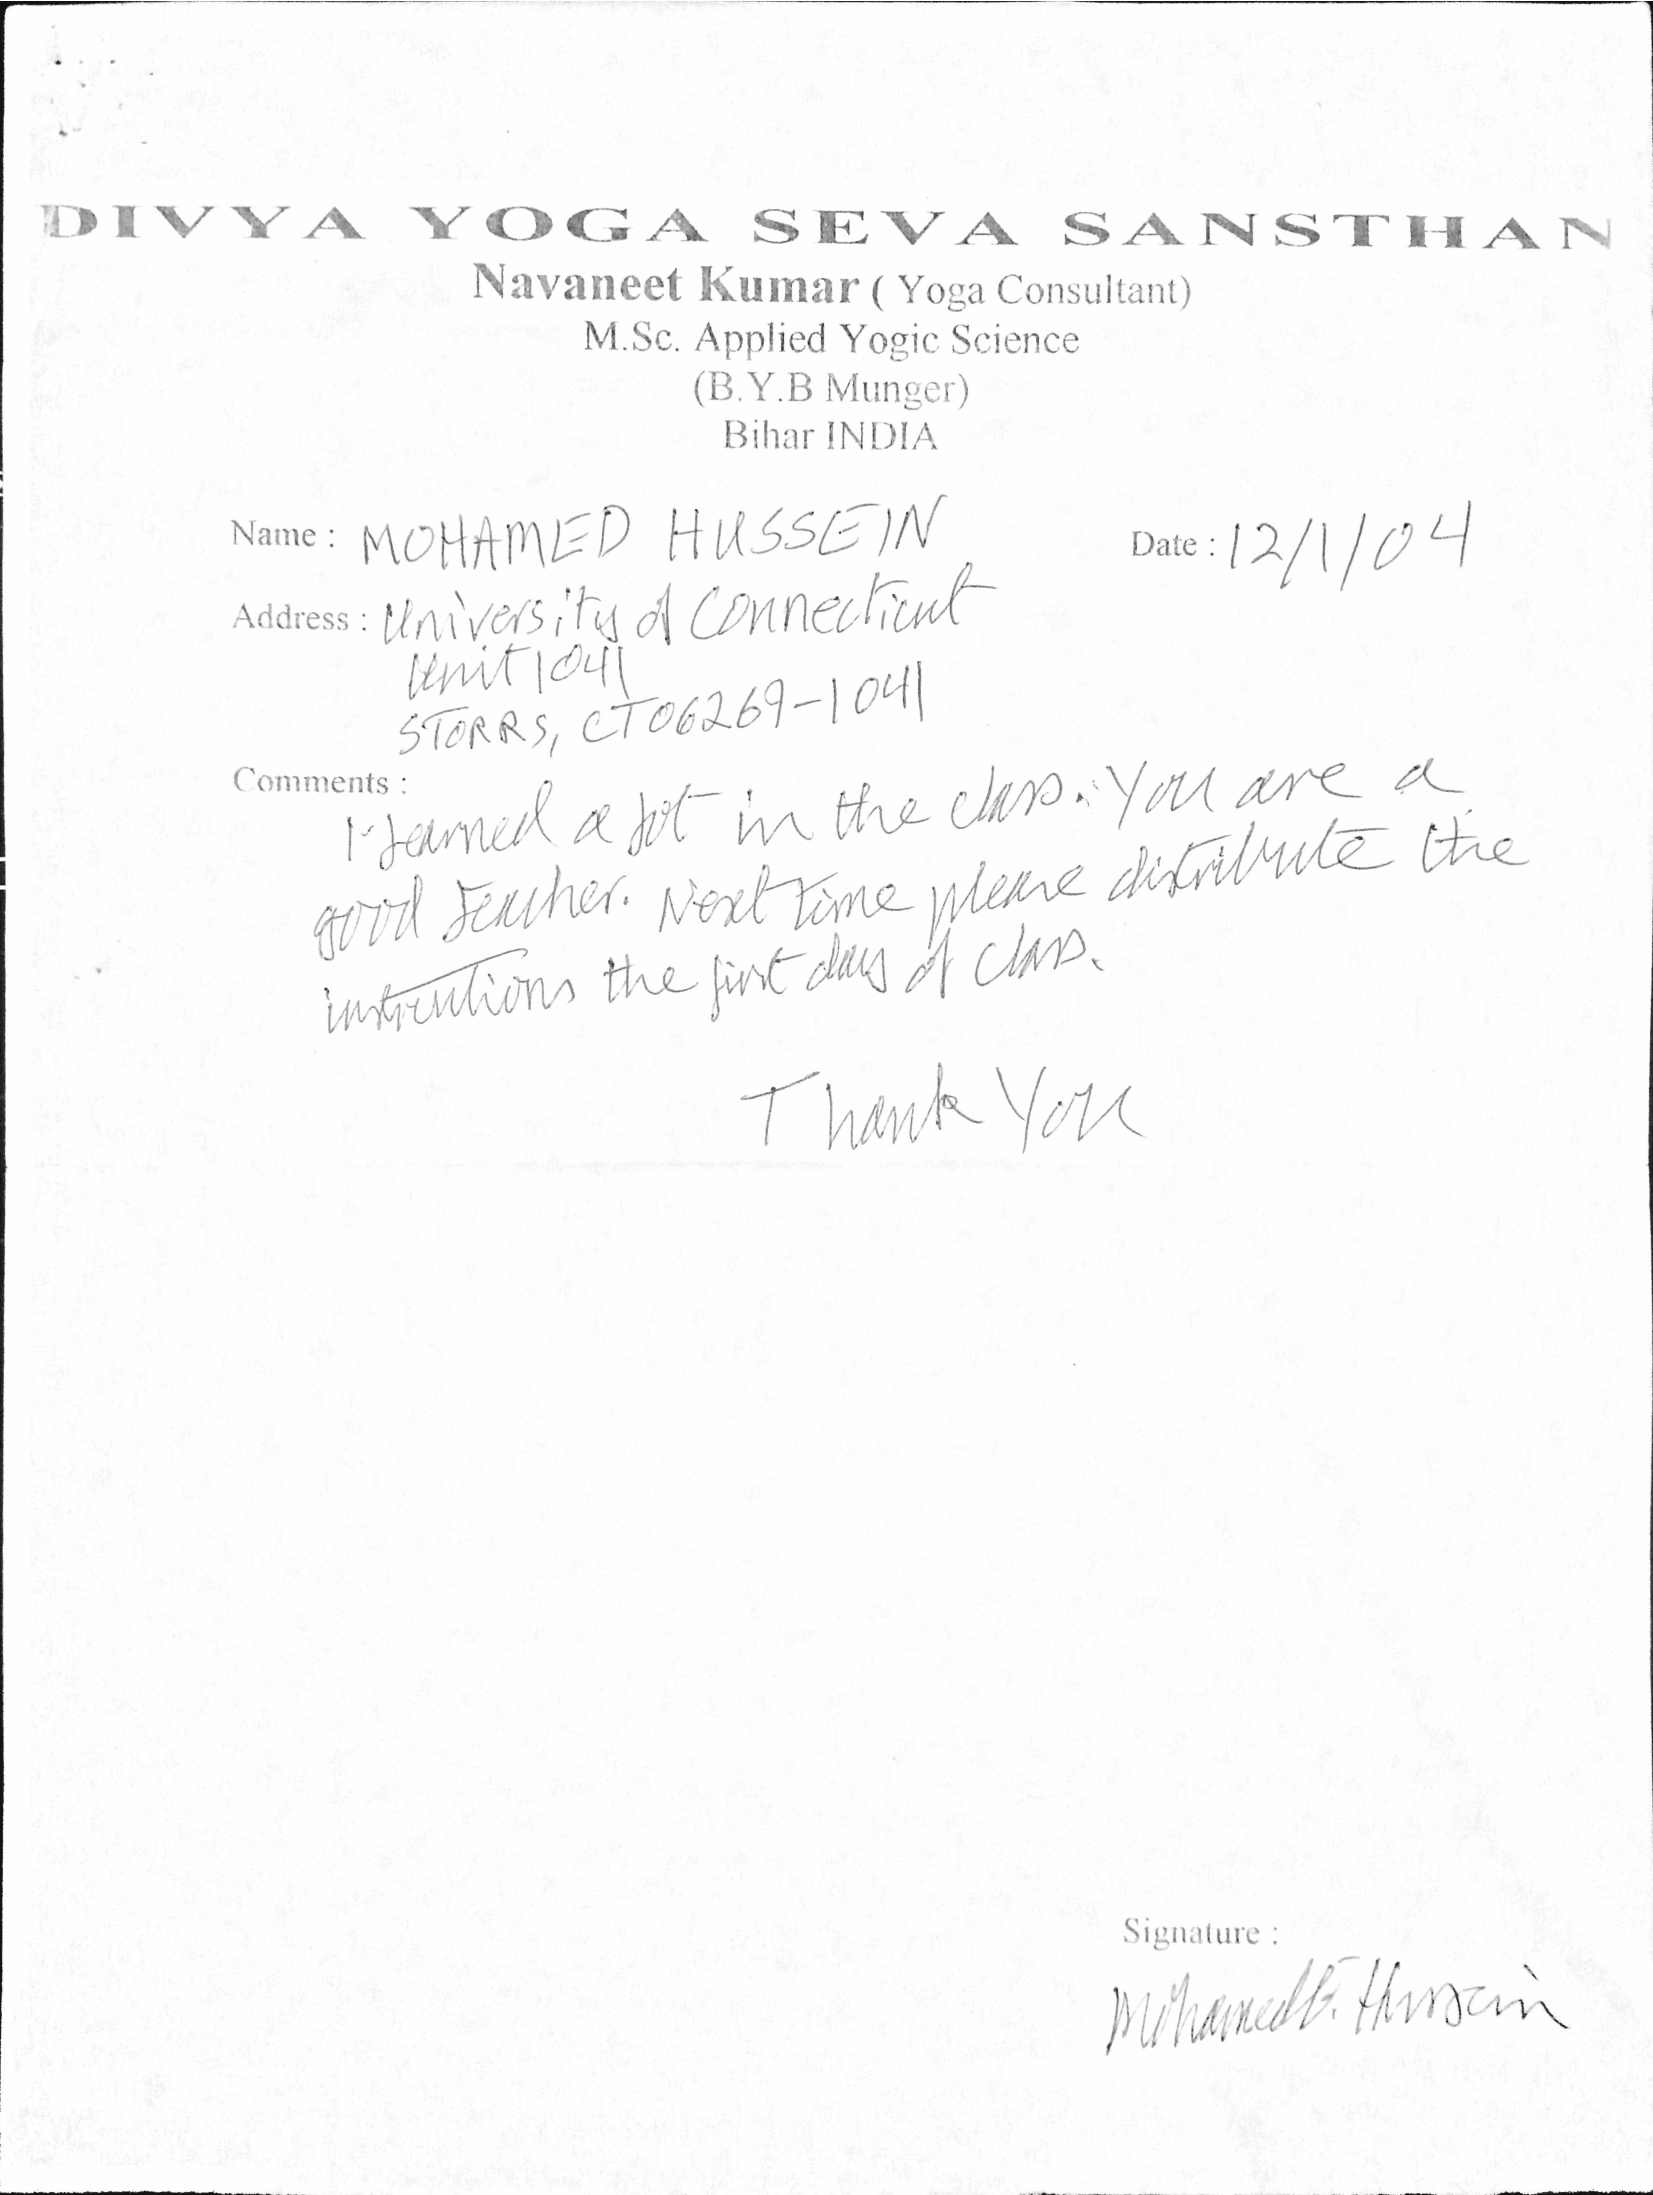 DIVYA YOGA SEVA SANSTHAN
Navaneet Kumar ( Yoga Consultant)
M.Sc. Applied Yogic Science
(B.Y.B Munger)
Bihar INDIA
Name : MOHAMED HUSSEIN Date : 12/1/04
Address : University of Connecticut
Unit 1041
STORRS, CT 06269-1041
Comments :
I learned a lot in the class. You are a
good teacher. Next time please distribute the
instructions the first day of class.
Thank You
Signature :
Mohamed E. Hussein